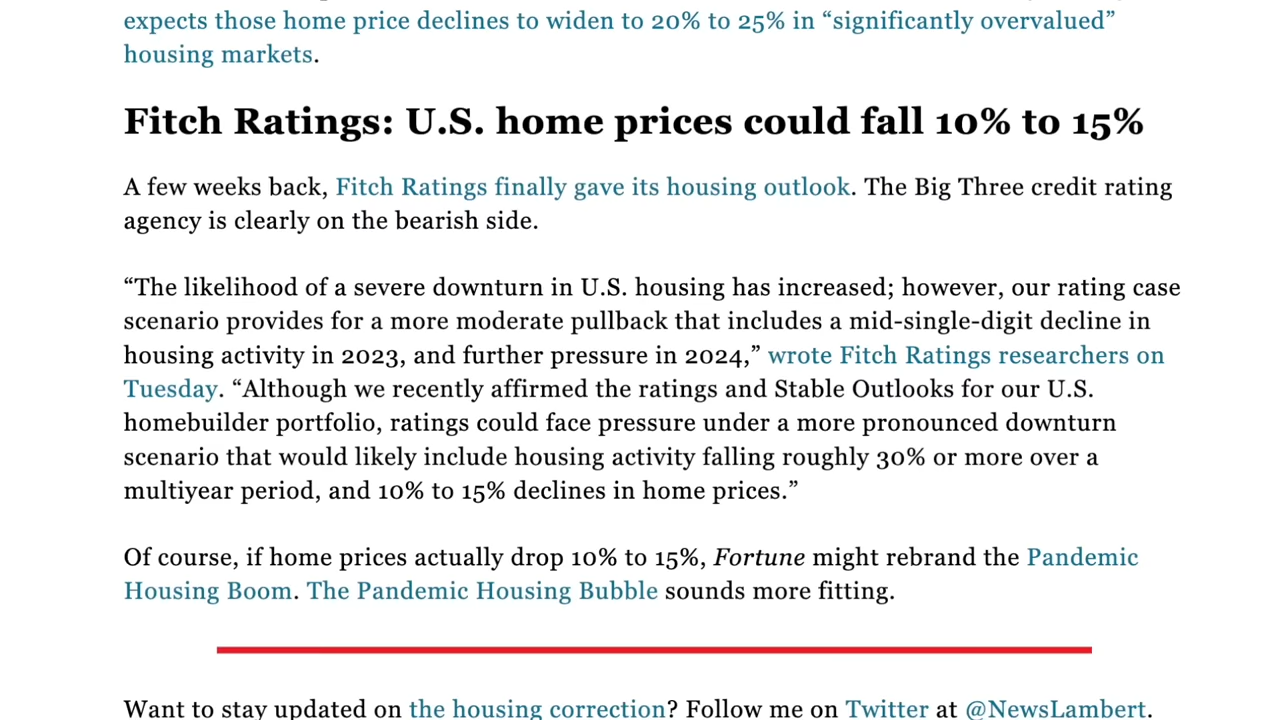 expects those home price declines to widen to 20% to 25% in “significantly overvalued”
housing markets.
Fitch Ratings: U.S. home prices could fall 10% to 15%
A few weeks back, Fitch Ratings finally gave its housing outlook. The Big Three credit rating
agency is clearly on the bearish side.
“The likelihood of a severe downturn in U.S. housing has increased; however, our rating case
scenario provides for a more moderate pullback that includes a mid-single-digit decline in
housing activity in 2023, and further pressure in 2024,” wrote Fitch Ratings researchers on
Tuesday. “Although we recently affirmed the ratings and Stable Outlooks for our U.S.
homebuilder portfolio, ratings could face pressure under a more pronounced downturn
scenario that would likely include housing activity falling roughly 30% or more over a
multiyear period, and 10% to 15% declines in home prices.”
Of course, if home prices actually drop 10% to 15%, Fortune might rebrand the Pandemic
Housing Boom. The Pandemic Housing Bubble sounds more fitting.
Want to stay updated on the housing correction? Follow me on Twitter at @NewsLambert.